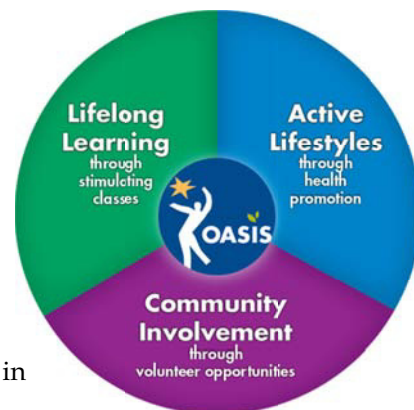 Lifelong
Learning
through
stimulcting
classes
Active
Lifestyles
through
health
promotion
OASIS
Community
Involvement
through
volunteer opportunities
in